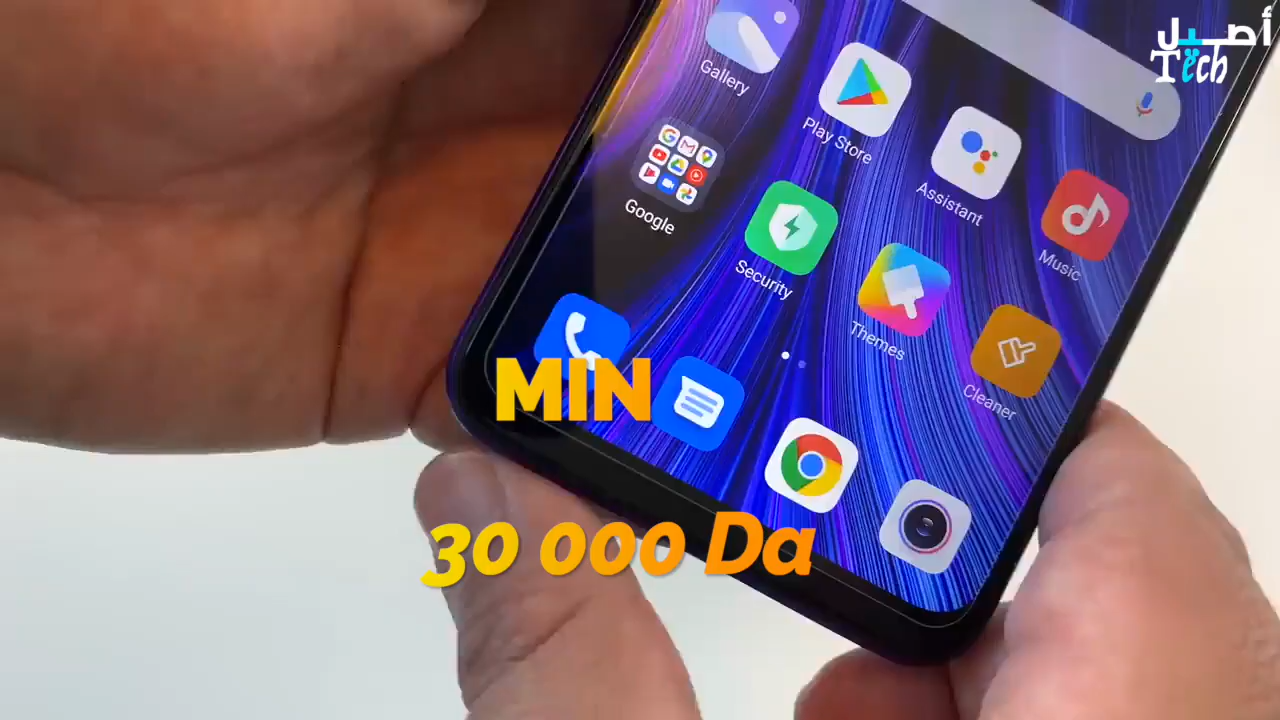 أصيل
Tech
Gallery
Play Store
Assistant
Music
Google
Security
Themes
Cleaner
MIN
30 000 Da